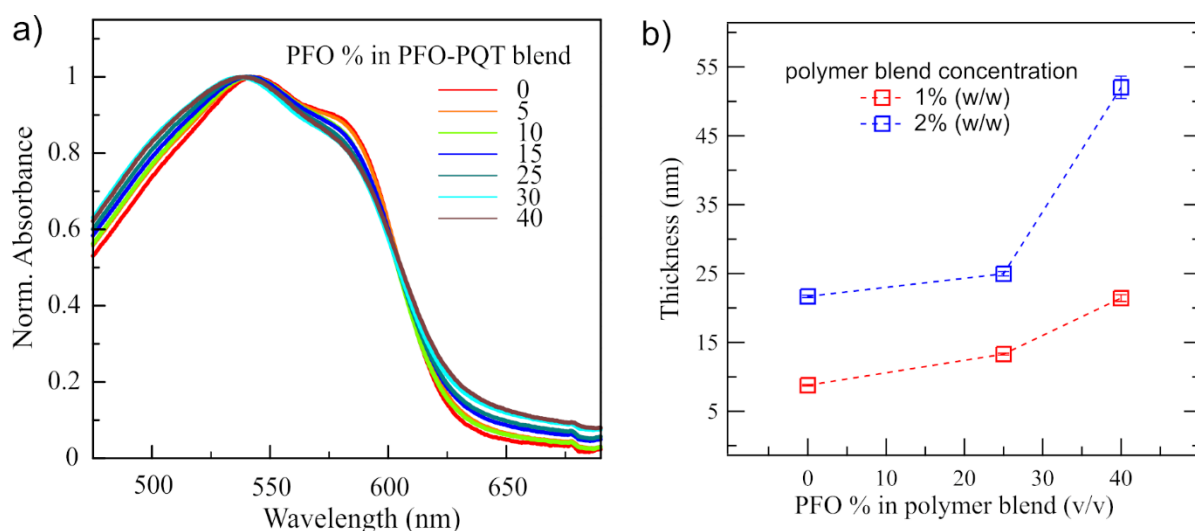 a)
PFO % in PFO-PQT blend
0
5
10
15
25
30
40
Norm. Absorbance
1
0.8
0.6
0.4
0.2
0
500
550
600
650
Wavelength (nm)
b)
polymer blend concentration
1% (w/w)
2% (w/w)
Thickness (nm)
55
45
35
25
15
5
0
10
20
30
40
PFO % in polymer blend (v/v)